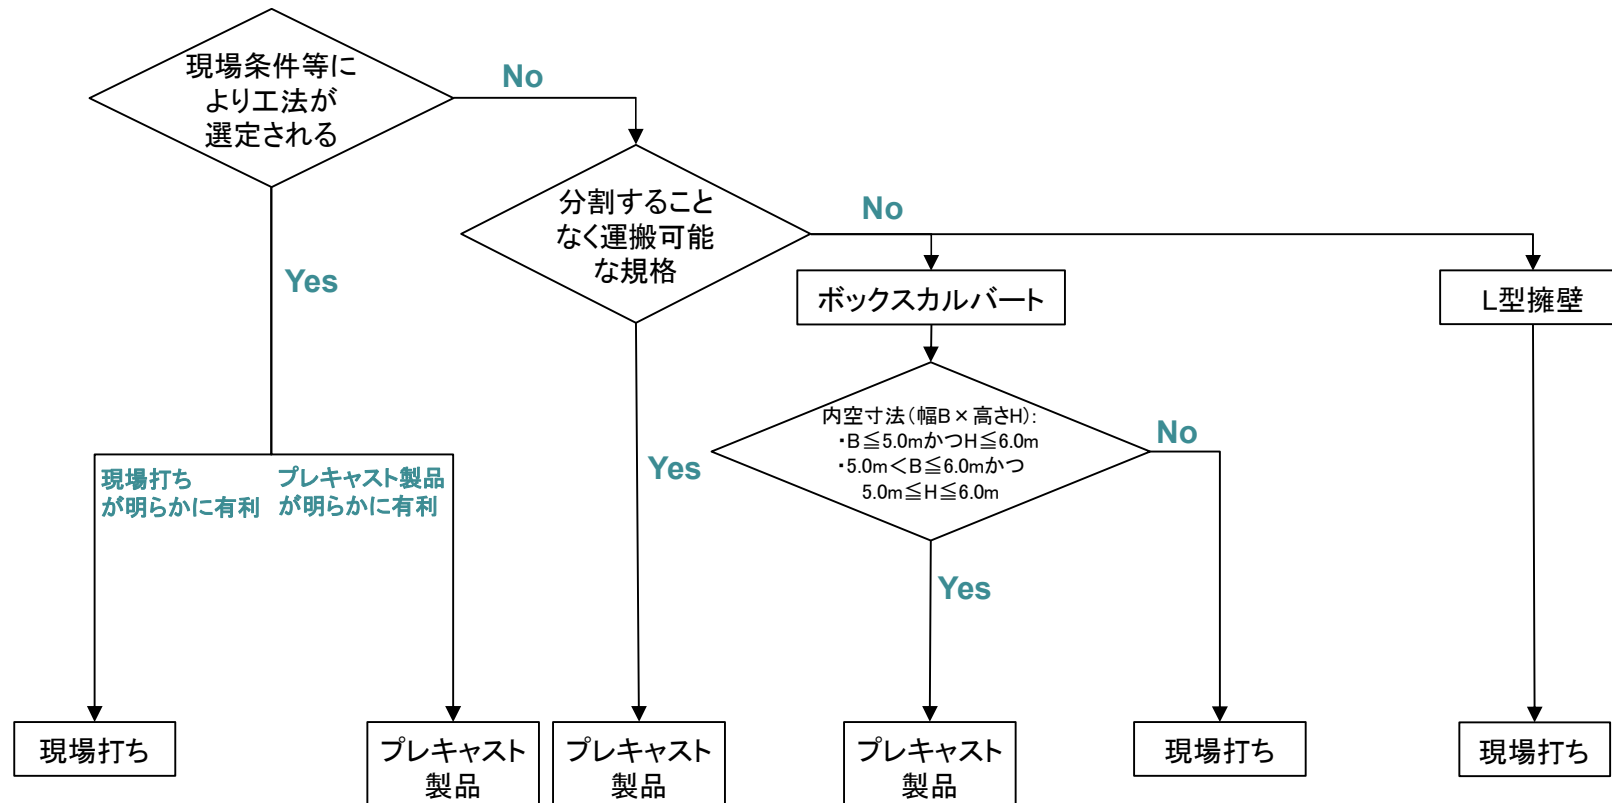 現場条件等に
より工法が
選定される
No
分割すること
なく運搬可能
な規格
No
Yes
ボックスカルバート
L型擁壁
内空寸法（幅B×高さH）:
・B≦5.0mかつH≦6.0m
・5.0m＜B≦6.0mかつ
5.0m≦H≦6.0m
No
Yes
現場打ち
が明らかに有利
プレキャスト製品
が明らかに有利
Yes
現場打ち
プレキャスト
製品
プレキャスト
製品
プレキャスト
製品
現場打ち
現場打ち